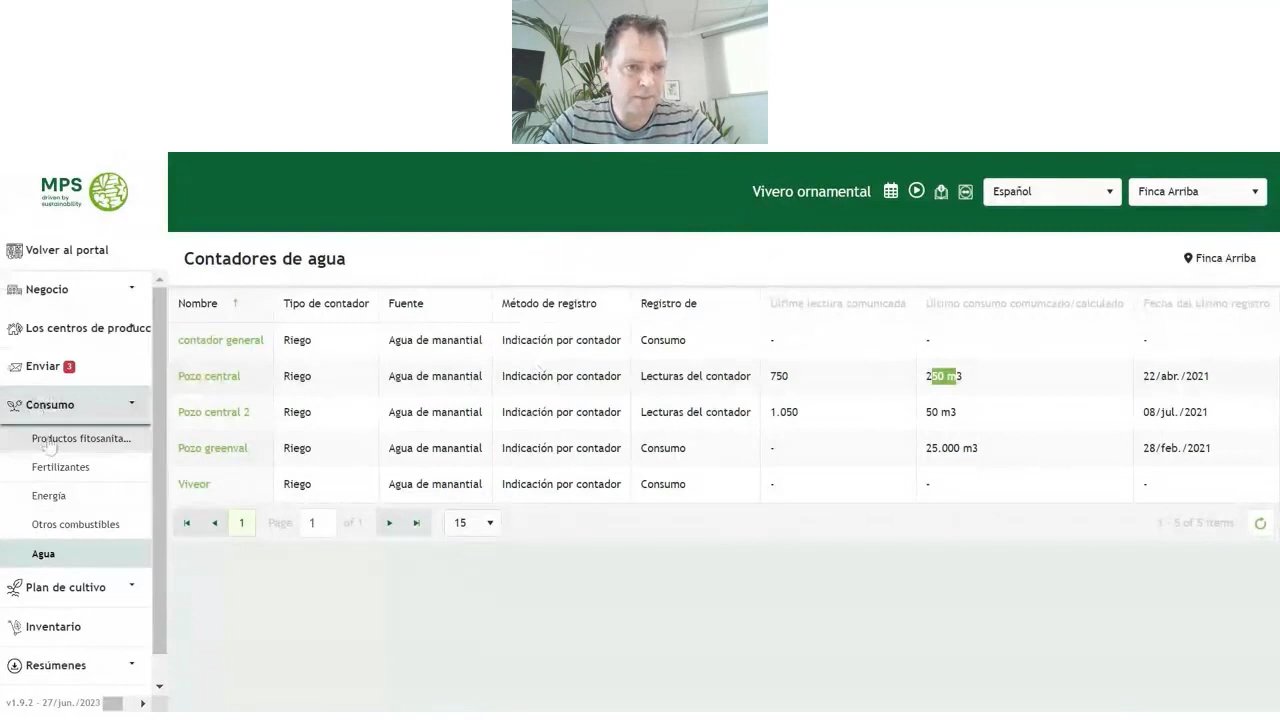 MPS
driven by
sustainability
Vivero ornamental
Español
Finca Arriba
Volver al portal
Negocio
Los centros de producc
Enviar 3
Consumo
Productos fitosanita...
Fertilizantes
Energía
Otros combustibles
Agua
Plan de cultivo
Inventario
Resúmenes
v1.9.2 - 27/jun./2023
Contadores de agua
Finca Arriba
Nombre ↑ Tipo de contador Fuente Método de registro Registro de Última lectura comunicada Último consumo comunicado/calculado Fecha del último registro
contador general Riego Agua de manantial Indicación por contador Consumo - - -
Pozo central Riego Agua de manantial Indicación por contador Lecturas del contador 750 250 m3 22/abr./2021
Pozo central 2 Riego Agua de manantial Indicación por contador Lecturas del contador 1.050 50 m3 08/jul./2021
Pozo greenval Riego Agua de manantial Indicación por contador Consumo - 25.000 m3 28/feb./2021
Viveor Riego Agua de manantial Indicación por contador Consumo - - -
1 Page 1 of 1 15 1 - 5 of 5 items